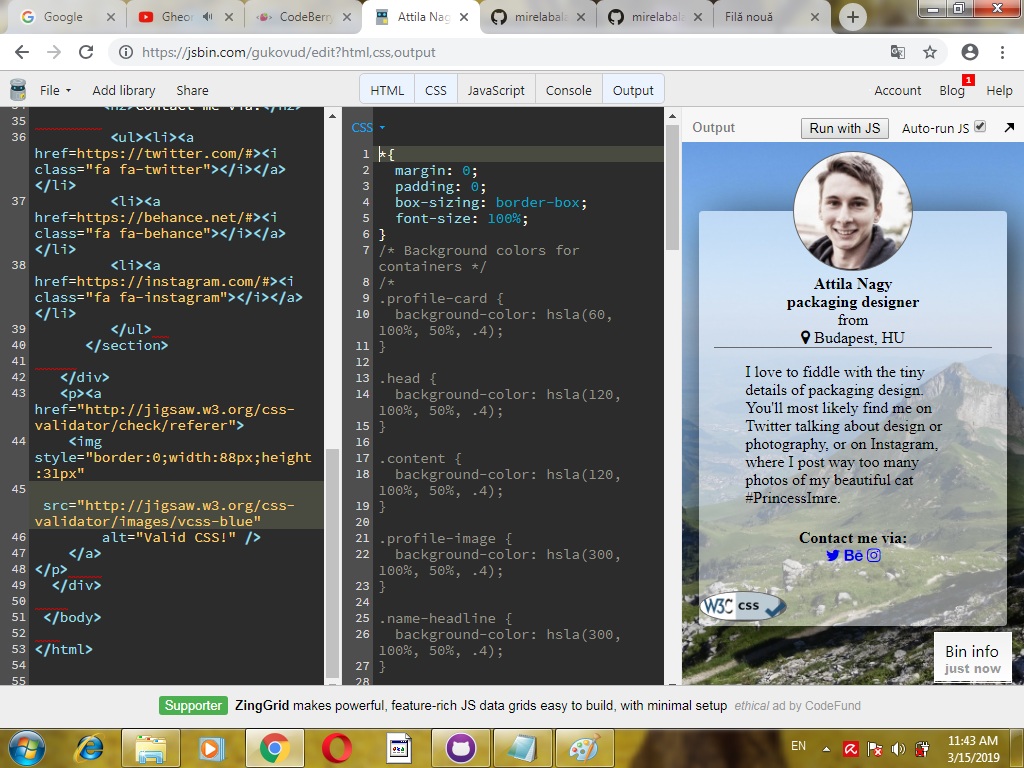 Google
Gheor
CodeBerry
Attila Nag
mirelabala
mirelabala
Filă nouă
https://jsbin.com/gukovud/edit?html,css,output
File
Add library
Share
HTML
CSS
JavaScript
Console
Output
Account
Blog
1
Help
35
36 <ul><li><a
href=https://twitter.com/#><i
class="fa fa-twitter"></i></a>
</li>
37 <li><a
href=https://behance.net/#><i
class="fa fa-behance"></i></a>
</li>
38 <li><a
href=https://instagram.com/#><i
class="fa fa-instagram"></i></a>
</li>
39 </ul>
40 </section>
41
42 </div>
43 <p><a
href="http://jigsaw.w3.org/css-
validator/check/referer">
44 <img
style="border:0;width:88px;height
:31px"
45
src="http://jigsaw.w3.org/css-
validator/images/vcss-blue"
46 alt="Valid CSS!" />
47 </a>
48 </p>
49 </div>
50
51 </body>
52
53 </html>
54
55
CSS
1 *{
2 margin: 0;
3 padding: 0;
4 box-sizing: border-box;
5 font-size: 100%;
6 }
7 /* Background colors for
containers */
8 /*
9 .profile-card {
10 background-color: hsla(60,
100%, 50%, .4);
11 }
12
13 .head {
14 background-color: hsla(120,
100%, 50%, .4);
15 }
16
17 .content {
18 background-color: hsla(120,
100%, 50%, .4);
19 }
20
21 .profile-image {
22 background-color: hsla(300,
100%, 50%, .4);
23 }
24
25 .name-headline {
26 background-color: hsla(300,
100%, 50%, .4);
27 }
28
Output
Run with JS
Auto-run JS
Attila Nagy
packaging designer
from
Budapest, HU
I love to fiddle with the tiny
details of packaging design.
You'll most likely find me on
Twitter talking about design or
photography, or on Instagram,
where I post way too many
photos of my beautiful cat
#PrincessImre.
Contact me via:
Bē
W3C css
Bin info
just now
Supporter ZingGrid makes powerful, feature-rich JS data grids easy to build, with minimal setup ethical ad by CodeFund
EN
11:43 AM
3/15/2019